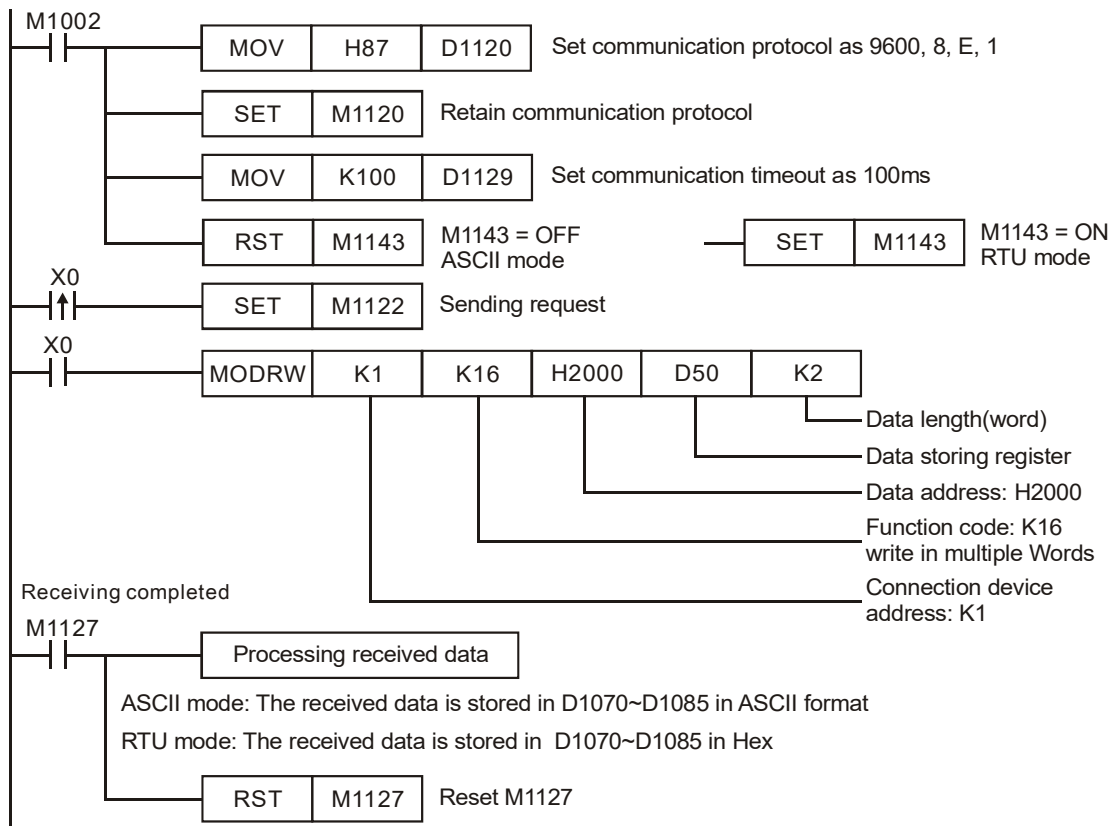 M1002
MOV H87 D1120 Set communication protocol as 9600, 8, E, 1
SET M1120 Retain communication protocol
MOV K100 D1129 Set communication timeout as 100ms
RST M1143 M1143 = OFF
ASCII mode
SET M1143 M1143 = ON
RTU mode
X0
SET M1122 Sending request
X0
MODRW K1 K16 H2000 D50 K2
Data length(word)
Data storing register
Data address: H2000
Function code: K16
write in multiple Words
Connection device
address: K1
Receiving completed
M1127
Processing received data
ASCII mode: The received data is stored in D1070~D1085 in ASCII format
RTU mode: The received data is stored in D1070~D1085 in Hex
RST M1127 Reset M1127